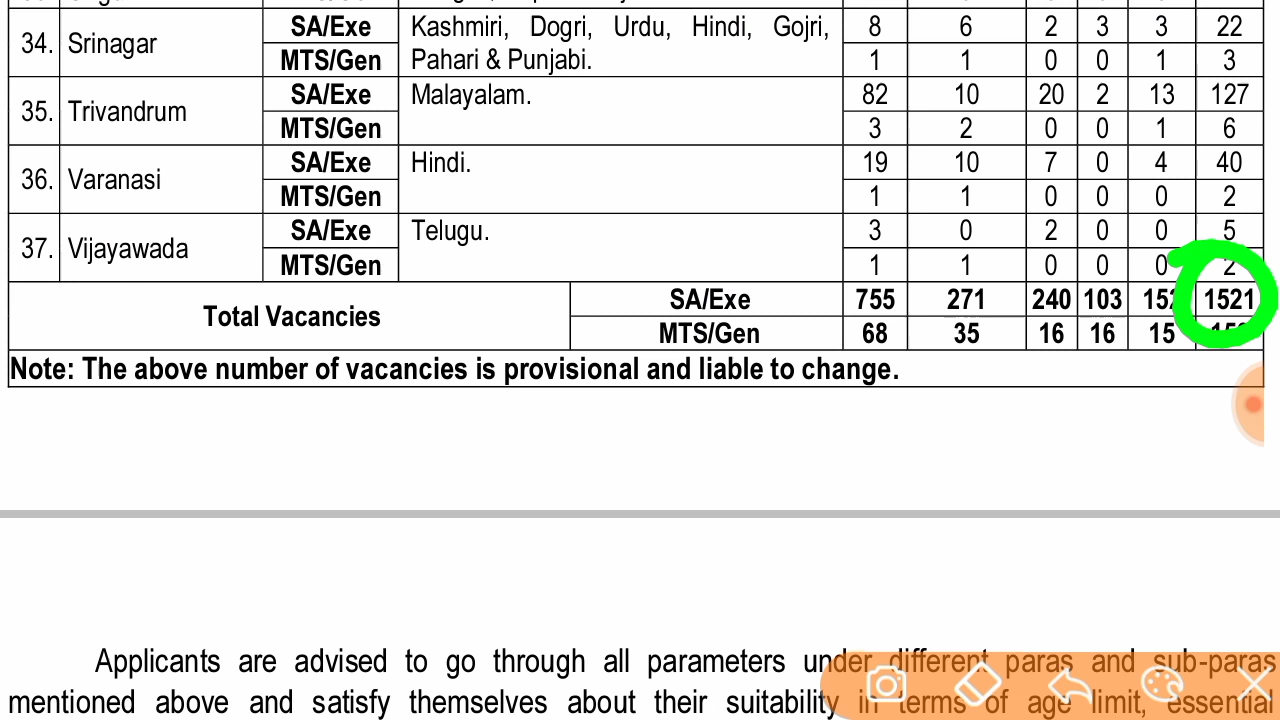 34. Srinagar SA/Exe Kashmiri, Dogri, Urdu, Hindi, Gojri, 8 6 2 3 3 22
MTS/Gen Pahari & Punjabi. 1 1 0 0 1 3
35. Trivandrum SA/Exe Malayalam. 82 10 20 2 13 127
MTS/Gen 3 2 0 0 1 6
36. Varanasi SA/Exe Hindi. 19 10 7 0 4 40
MTS/Gen 1 1 0 0 0 2
37. Vijayawada SA/Exe Telugu. 3 0 2 0 0 5
MTS/Gen 1 1 0 0 0 2
Total Vacancies SA/Exe 755 271 240 103 152 1521
MTS/Gen 68 35 16 16 15
Note: The above number of vacancies is provisional and liable to change.
Applicants are advised to go through all parameters under different paras and sub-paras
mentioned above and satisfy themselves about their suitability in terms of age limit, essential